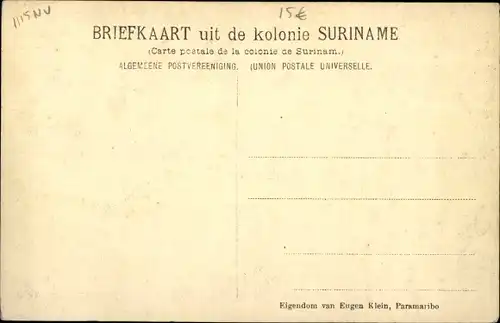 1115NV 15€
BRIEFKAART uit de kolonie SURINAME
(Carte postale de la colonie de Surinam.)
ALGEMEENE POSTVEREENIGING. (UNION POSTALE UNIVERSELLE.
Eigendom van Eugen Klein, Paramaribo